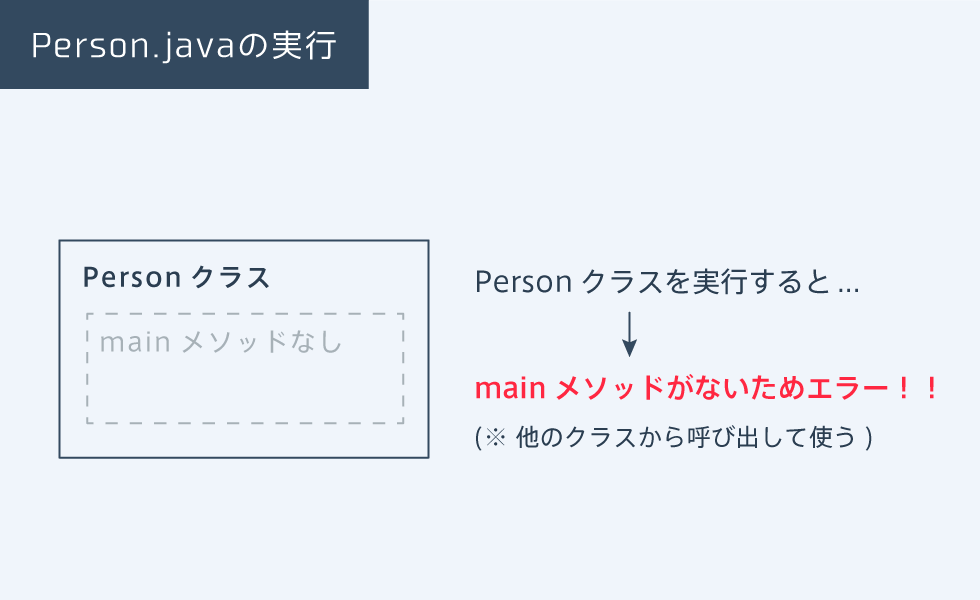 Person.javaの実行
Person クラス
main メソッドなし
Person クラスを実行すると ...
main メソッドがないためエラー！！
(※ 他のクラスから呼び出して使う )